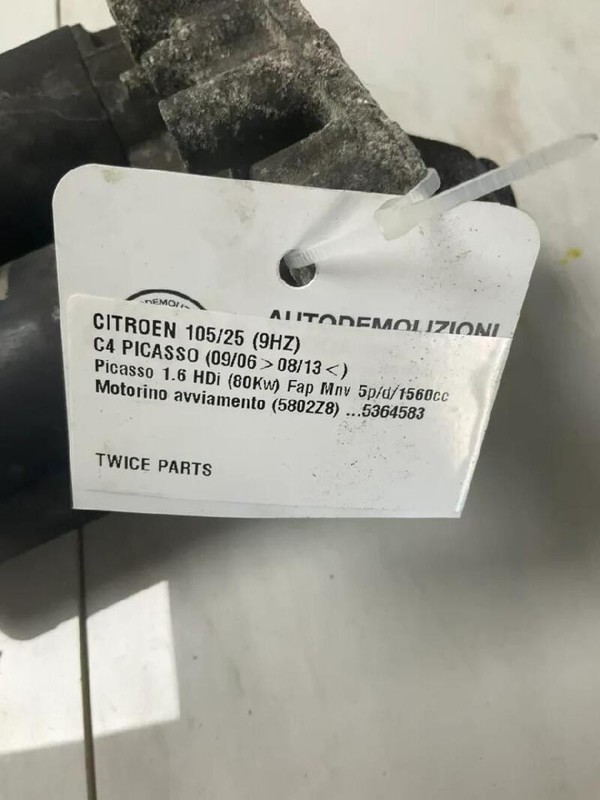 AUTODEMOLIZIONI
CITROEN 105/25 (9HZ)
C4 PICASSO (09/06 > 08/13 <)
Picasso 1.6 HDi (80Kw) Fap Mnv 5p/d/1560cc
Motorino avviamento (5802Z8) ...5364583
TWICE PARTS